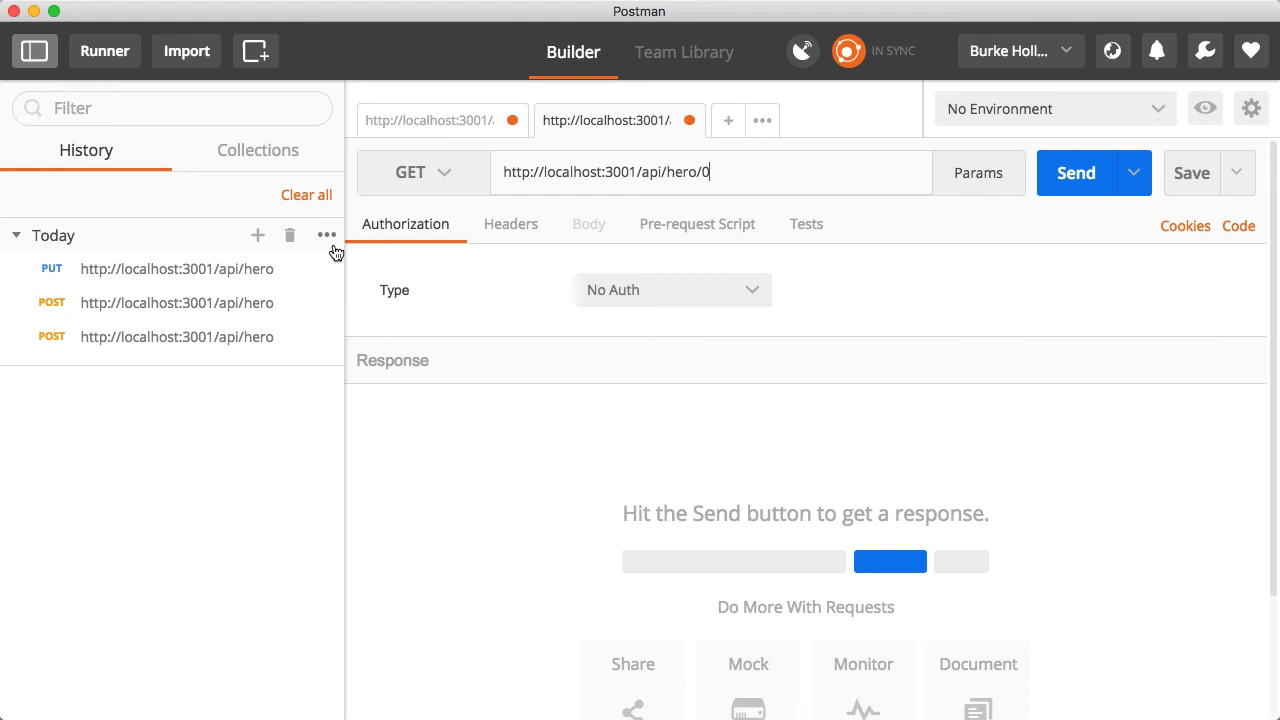 Postman
Runner
Import
Builder
Team Library
IN SYNC
Burke Holl...
Filter
http://localhost:3001/a
http://localhost:3001/a
+
•••
No Environment
History
Collections
GET
http://localhost:3001/api/hero/0
Params
Send
Save
Clear all
Authorization
Headers
Body
Pre-request Script
Tests
Cookies
Code
Today
PUT http://localhost:3001/api/hero
POST http://localhost:3001/api/hero
POST http://localhost:3001/api/hero
Type
No Auth
Response
Hit the Send button to get a response.
Do More With Requests
Share
Mock
Monitor
Document